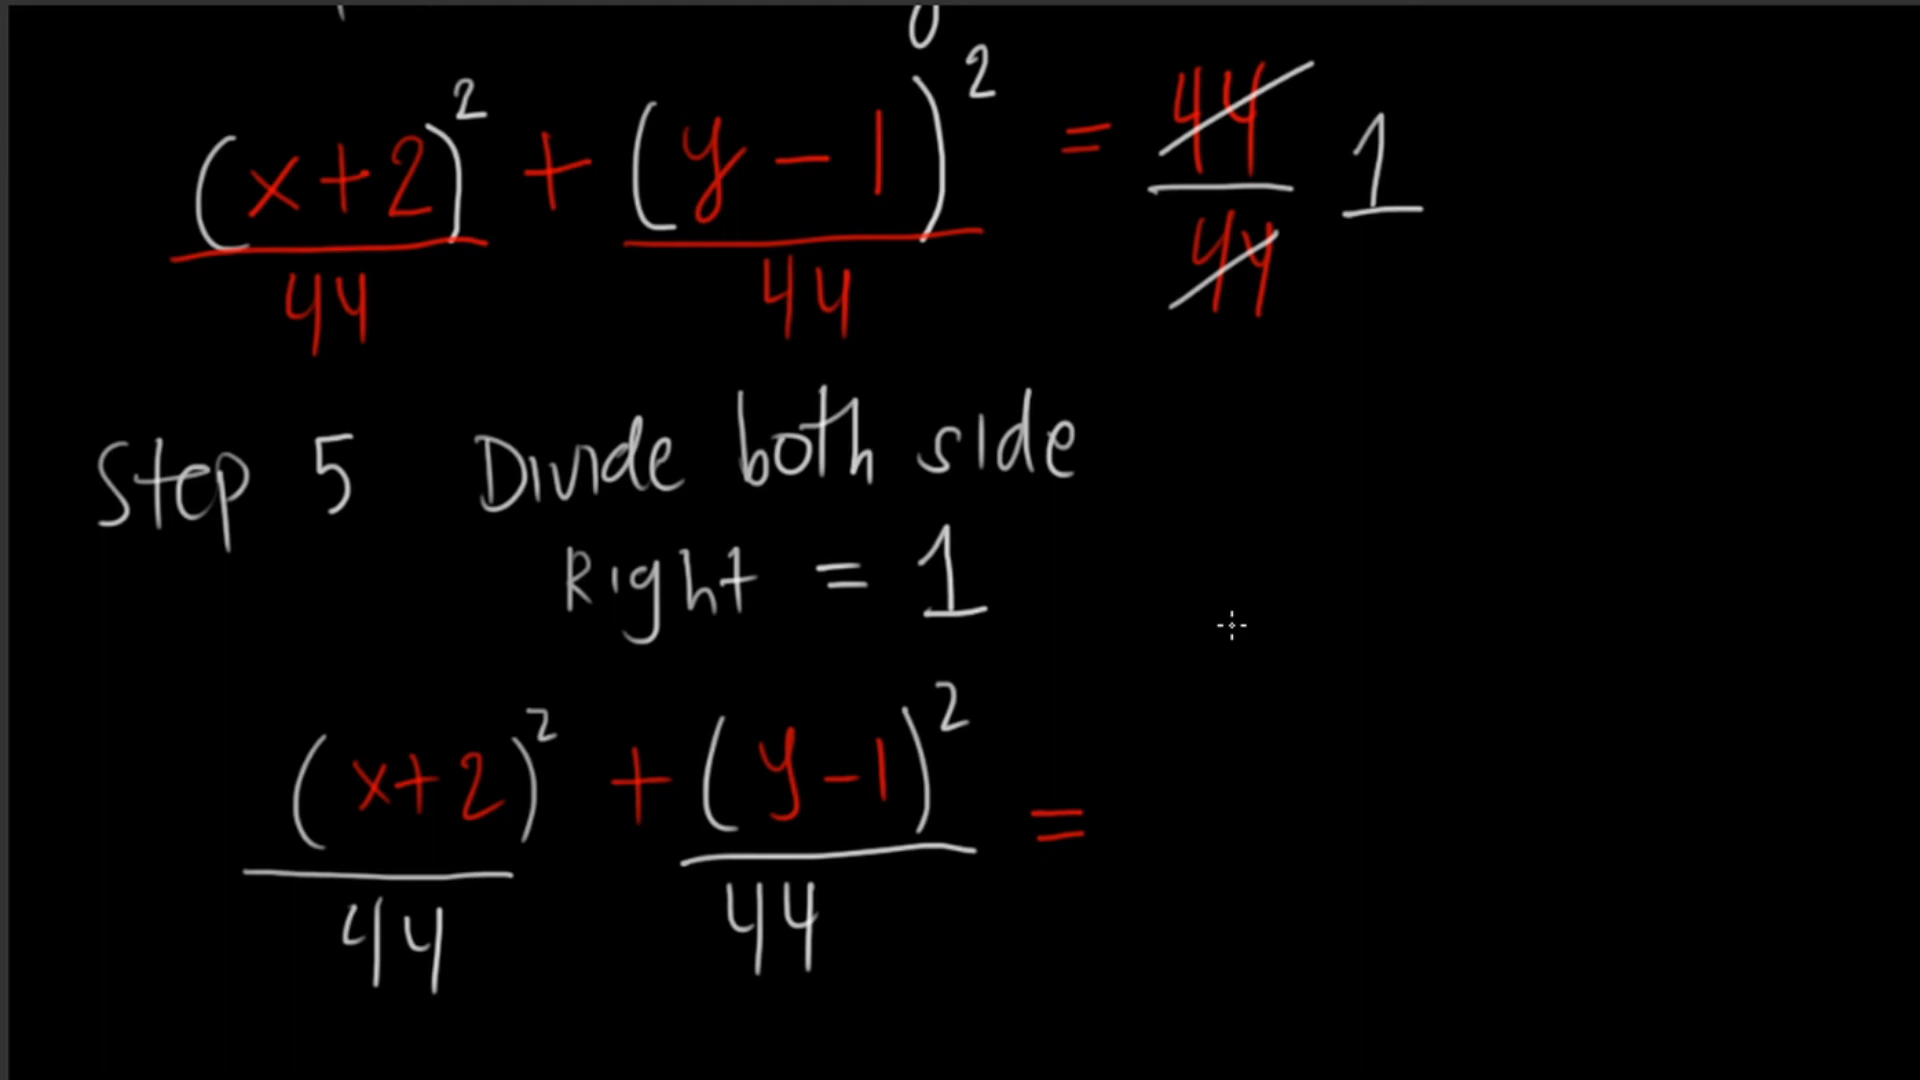 (x+2)² + (y-1)² = 44 1
44 44 44
Step 5 Divide both side
Right = 1
(x+2)² + (y-1)² =
44 44